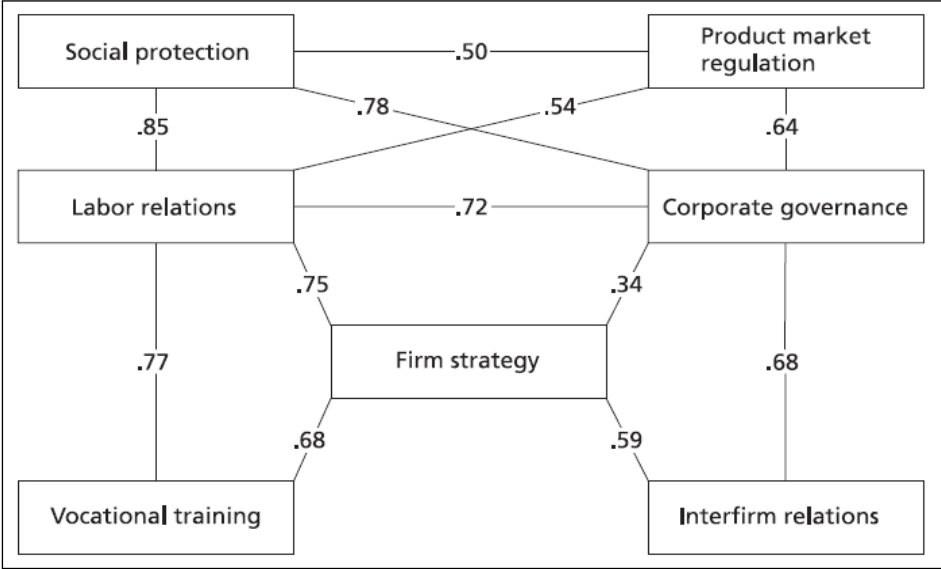 Social protection
.50
Product market
regulation
.78
.54
.85
.64
Labor relations
.72
Corporate governance
.75
.34
Firm strategy
.77
.68
.68
.59
Vocational training
Interfirm relations